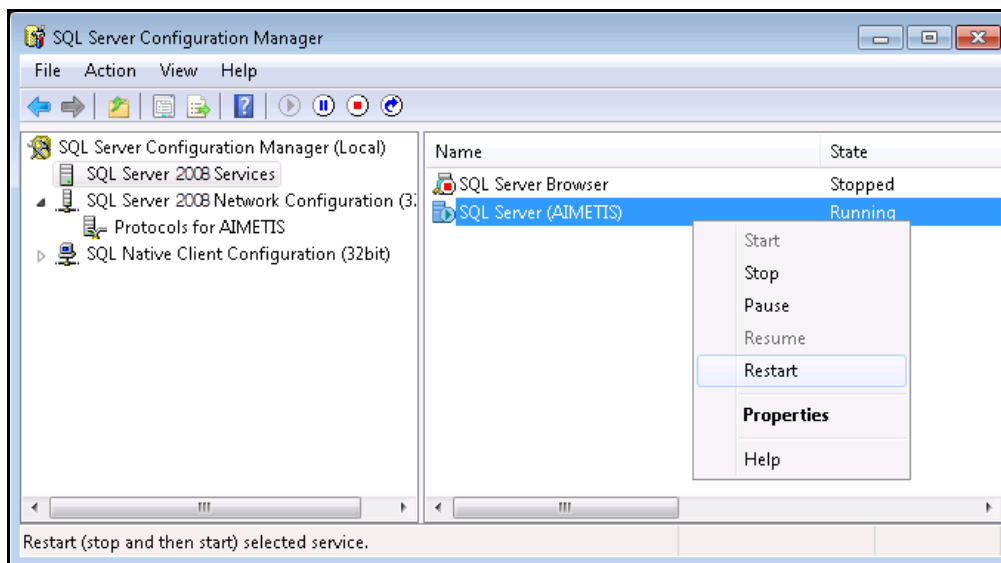 SQL Server Configuration Manager
File Action View Help
SQL Server Configuration Manager (Local)
SQL Server 2008 Services
SQL Server 2008 Network Configuration (3
Protocols for AIMETIS
SQL Native Client Configuration (32bit)
Name State
SQL Server Browser Stopped
SQL Server (AIMETIS) Running
Start
Stop
Pause
Resume
Restart
Properties
Help
Restart (stop and then start) selected service.